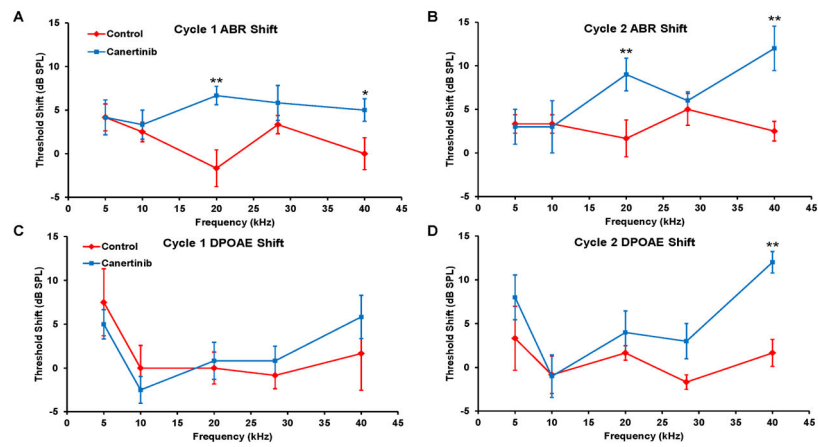 A
Cycle 1 ABR Shift
Control
Canertinib
**
*
Threshold Shift (dB SPL)
15
10
5
0
-5
0 5 10 15 20 25 30 35 40 45
Frequency (kHz)
B
Cycle 2 ABR Shift
**
**
Threshold Shift (dB SPL)
15
10
5
0
-5
0 5 10 15 20 25 30 35 40 45
Frequency (kHz)
C
Cycle 1 DPOAE Shift
Control
Canertinib
Threshold Shift (dB SPL)
15
10
5
0
-5
0 5 10 15 20 25 30 35 40 45
Frequency (kHz)
D
Cycle 2 DPOAE Shift
**
Threshold Shift (dB SPL)
15
10
5
0
-5
0 5 10 15 20 25 30 35 40 45
Frequency (kHz)